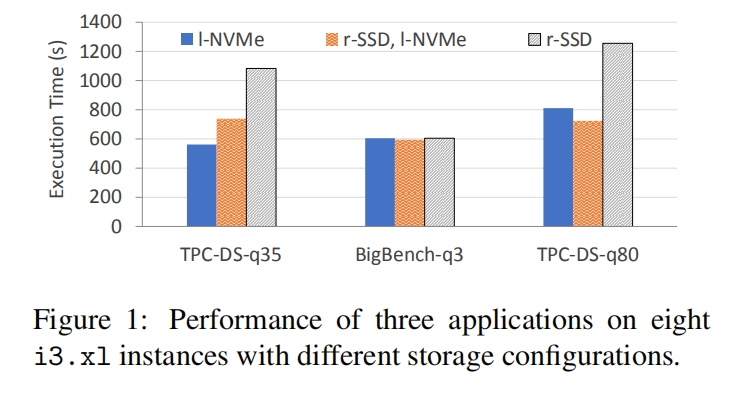 1400
l-NVMe r-SSD, l-NVMe r-SSD
1200
1000
800
600
400
200
0
Execution Time (s)
TPC-DS-q35 BigBench-q3 TPC-DS-q80
Figure 1: Performance of three applications on eight
i3.xl instances with different storage configurations.